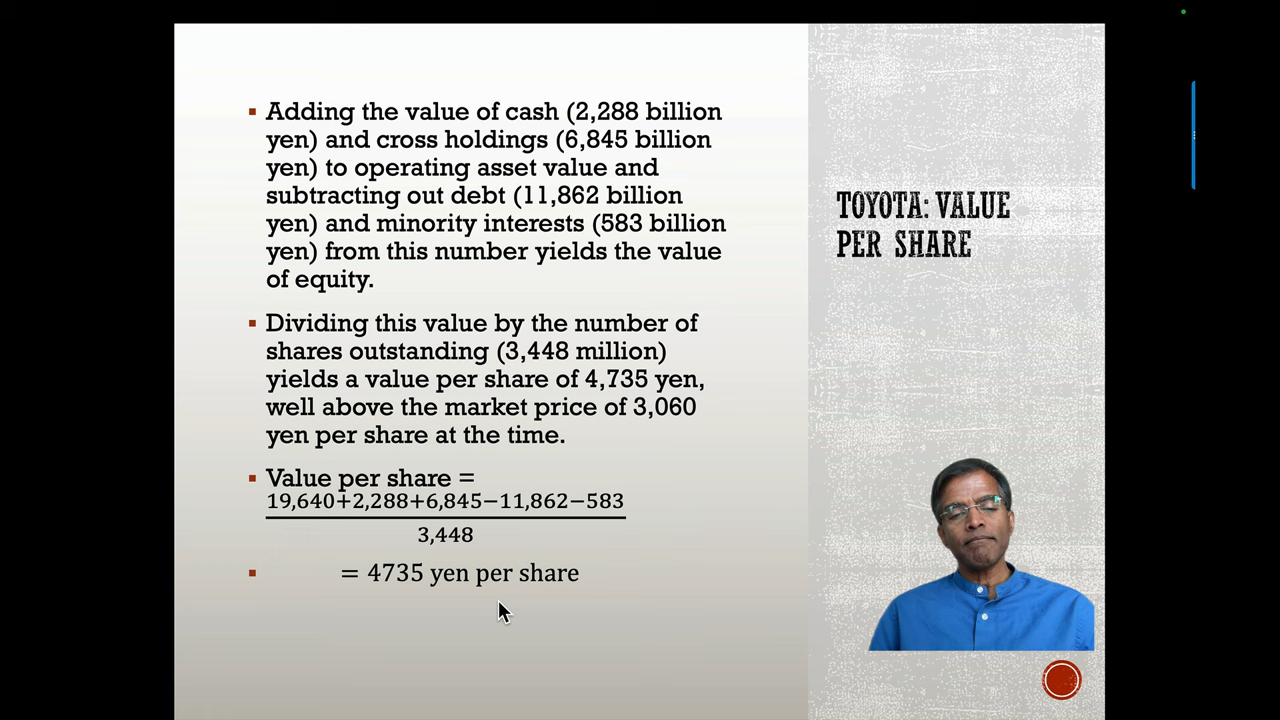 Adding the value of cash (2,288 billion
yen) and cross holdings (6,845 billion
yen) to operating asset value and
subtracting out debt (11,862 billion
yen) and minority interests (583 billion
yen) from this number yields the value
of equity.
Dividing this value by the number of
shares outstanding (3,448 million)
yields a value per share of 4,735 yen,
well above the market price of 3,060
yen per share at the time.
Value per share =
19,640+2,288+6,845−11,862−583
3,448
= 4735 yen per share
TOYOTA: VALUE
PER SHARE